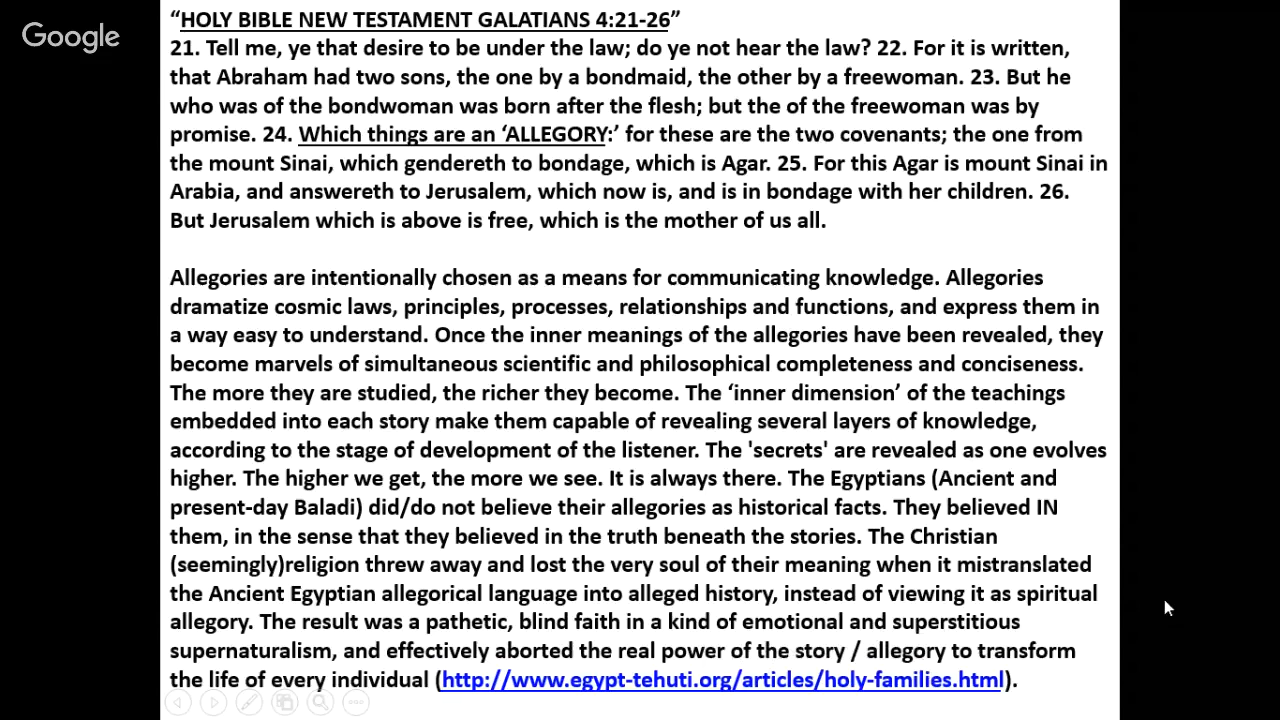 Google
“HOLY BIBLE NEW TESTAMENT GALATIANS 4:21-26”
21. Tell me, ye that desire to be under the law; do ye not hear the law? 22. For it is written,
that Abraham had two sons, the one by a bondmaid, the other by a freewoman. 23. But he
who was of the bondwoman was born after the flesh; but the of the freewoman was by
promise. 24. Which things are an ‘ALLEGORY:’ for these are the two covenants; the one from
the mount Sinai, which gendereth to bondage, which is Agar. 25. For this Agar is mount Sinai in
Arabia, and answereth to Jerusalem, which now is, and is in bondage with her children. 26.
But Jerusalem which is above is free, which is the mother of us all.
Allegories are intentionally chosen as a means for communicating knowledge. Allegories
dramatize cosmic laws, principles, processes, relationships and functions, and express them in
a way easy to understand. Once the inner meanings of the allegories have been revealed, they
become marvels of simultaneous scientific and philosophical completeness and conciseness.
The more they are studied, the richer they become. The ‘inner dimension’ of the teachings
embedded into each story make them capable of revealing several layers of knowledge,
according to the stage of development of the listener. The 'secrets' are revealed as one evolves
higher. The higher we get, the more we see. It is always there. The Egyptians (Ancient and
present-day Baladi) did/do not believe their allegories as historical facts. They believed IN
them, in the sense that they believed in the truth beneath the stories. The Christian
(seemingly)religion threw away and lost the very soul of their meaning when it mistranslated
the Ancient Egyptian allegorical language into alleged history, instead of viewing it as spiritual
allegory. The result was a pathetic, blind faith in a kind of emotional and superstitious
supernaturalism, and effectively aborted the real power of the story / allegory to transform
the life of every individual (http://www.egypt-tehuti.org/articles/holy-families.html).